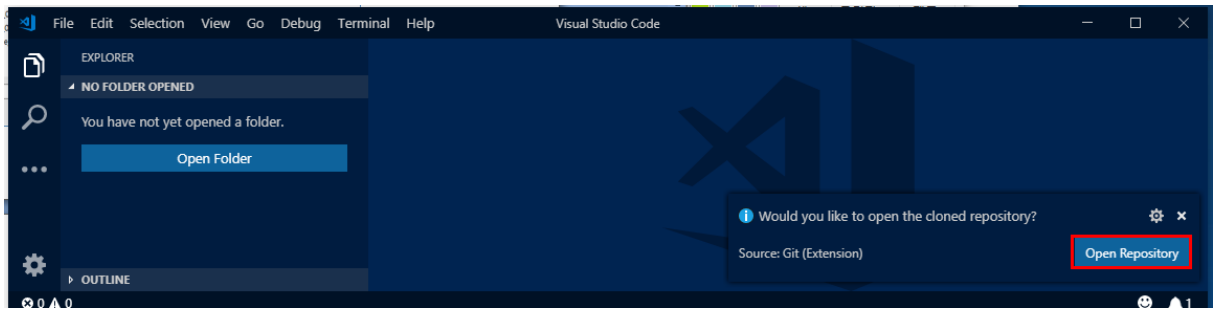 File Edit Selection View Go Debug Terminal Help Visual Studio Code
EXPLORER
NO FOLDER OPENED
You have not yet opened a folder.
Open Folder
Would you like to open the cloned repository?
Source: Git (Extension) Open Repository
OUTLINE
0 0 1